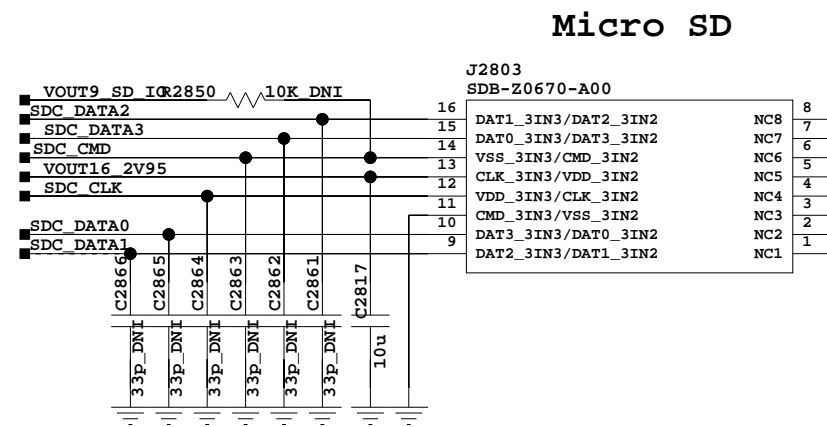 Micro SD
J2803
SDB-Z0670-A00
VOUT9_SD_IO R2850 10K_DNI
SDC_DATA2
SDC_DATA3
SDC_CMD
VOUT16_2V95
SDC_CLK
SDC_DATA0
SDC_DATA1
16 DAT1_3IN3/DAT2_3IN2 NC8 8
15 DAT0_3IN3/DAT3_3IN2 NC7 7
14 VSS_3IN3/CMD_3IN2 NC6 6
13 CLK_3IN3/VDD_3IN2 NC5 5
12 VDD_3IN3/CLK_3IN2 NC4 4
11 CMD_3IN3/VSS_3IN2 NC3 3
10 DAT3_3IN3/DAT0_3IN2 NC2 2
9 DAT2_3IN3/DAT1_3IN2 NC1 1
C2866
C2865
C2864
C2863
C2862
C2861
C2817
33p_DNI
33p_DNI
33p_DNI
33p_DNI
33p_DNI
33p_DNI
10u